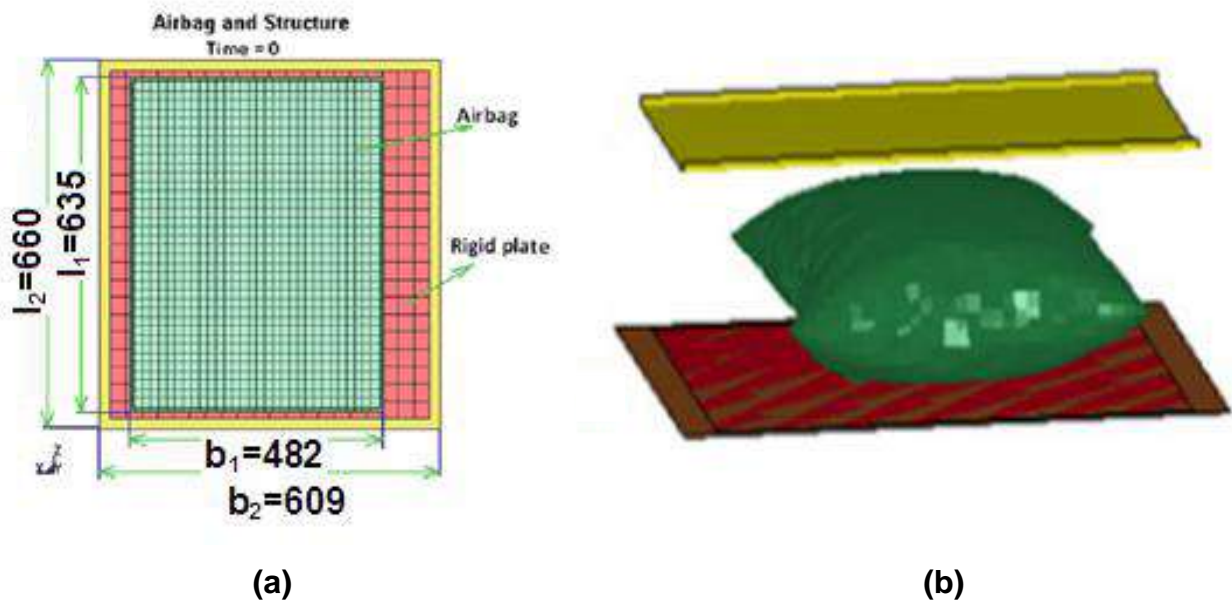 Airbag and Structure
Time = 0
Airbag
Rigid plate
l₂=660
l₁=635
b₁=482
b₂=609
(a)
(b)